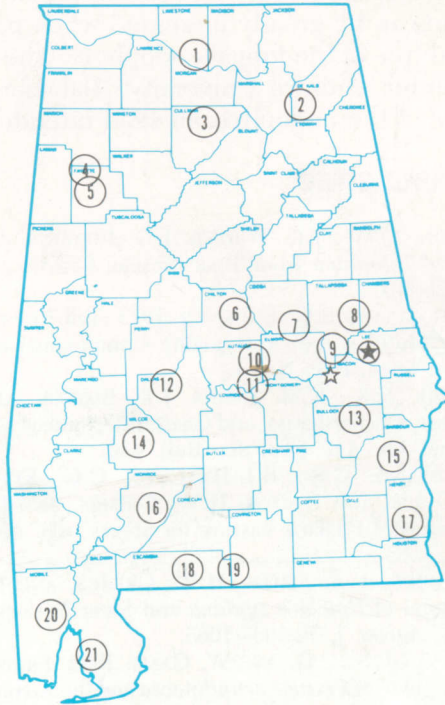 LAUDERDALE
LIMESTONE
MADISON
JACKSON
COLBERT
LAWRENCE
1
FRANKLIN
MORGAN
MARSHALL
2
DE KALB
CHEROKEE
MARION
WINSTON
CULLMAN
3
BLOUNT
ETOWAH
LAMAR
4
FAYETTE
5
WALKER
JEFFERSON
SAINT CLAIR
CALHOUN
CLEBURNE
PICKENS
TUSCALOOSA
SHELBY
TALLADEGA
CLAY
RANDOLPH
BIBB
GREENE
HALE
CHILTON
COOSA
TALLAPOOSA
CHAMBERS
6
7
8
SUMTER
PERRY
AUTAUGA
ELMORE
9
LEE
10
MACON
MARENGO
DALLAS
12
11
LOWNDES
MONTGOMERY
RUSSELL
CHOCTAW
WILCOX
BULLOCK
13
BARBOUR
14
CLARKE
BUTLER
CRENSHAW
PIKE
15
MONROE
HENRY
WASHINGTON
16
CONECUH
COVINGTON
COFFEE
DALE
17
HOUSTON
MOBILE
BALDWIN
ESCAMBIA
18
19
GENEVA
20
21